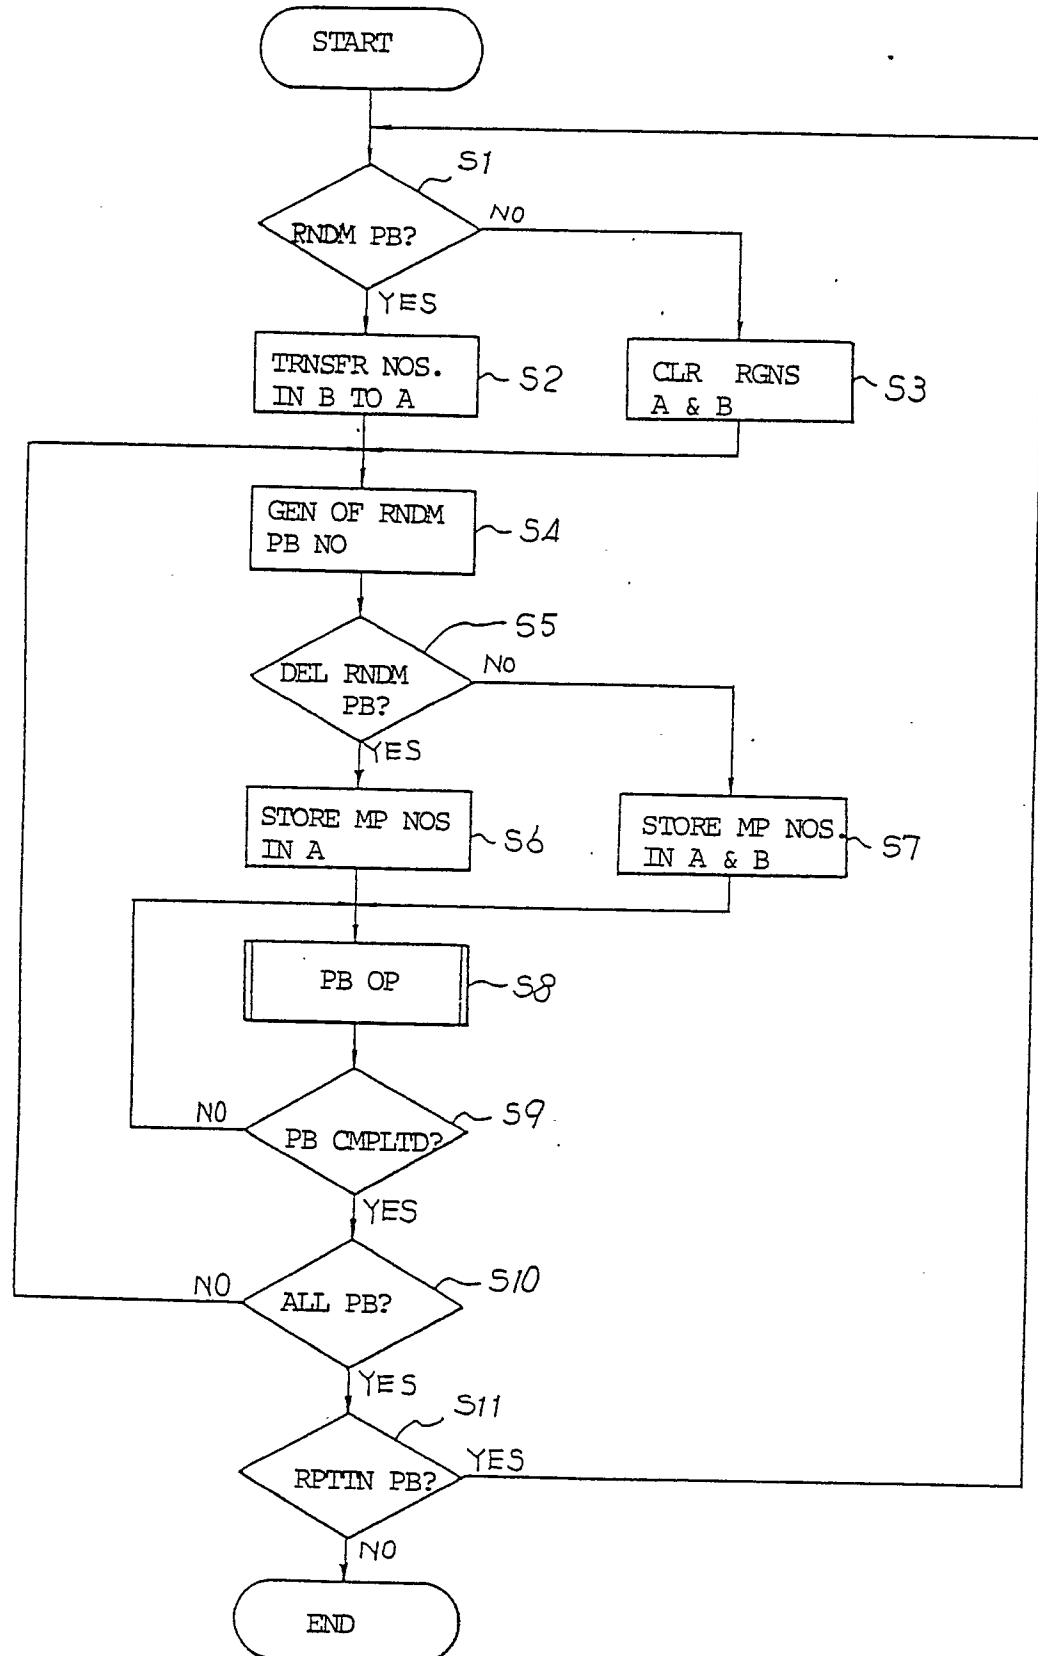 START
S1
RNDM PB?
NO
YES
TRNSFR NOS.
IN B TO A
S2
CLR RGNS
A & B
S3
GEN OF RNDM
PB NO
S4
S5
DEL RNDM
PB?
NO
YES
STORE MP NOS
IN A
S6
STORE MP NOS.
IN A & B
S7
PB OP
S8
S9
PB CMPLTD?
NO
YES
S10
ALL PB?
NO
YES
S11
RPTTN PB?
YES
NO
END